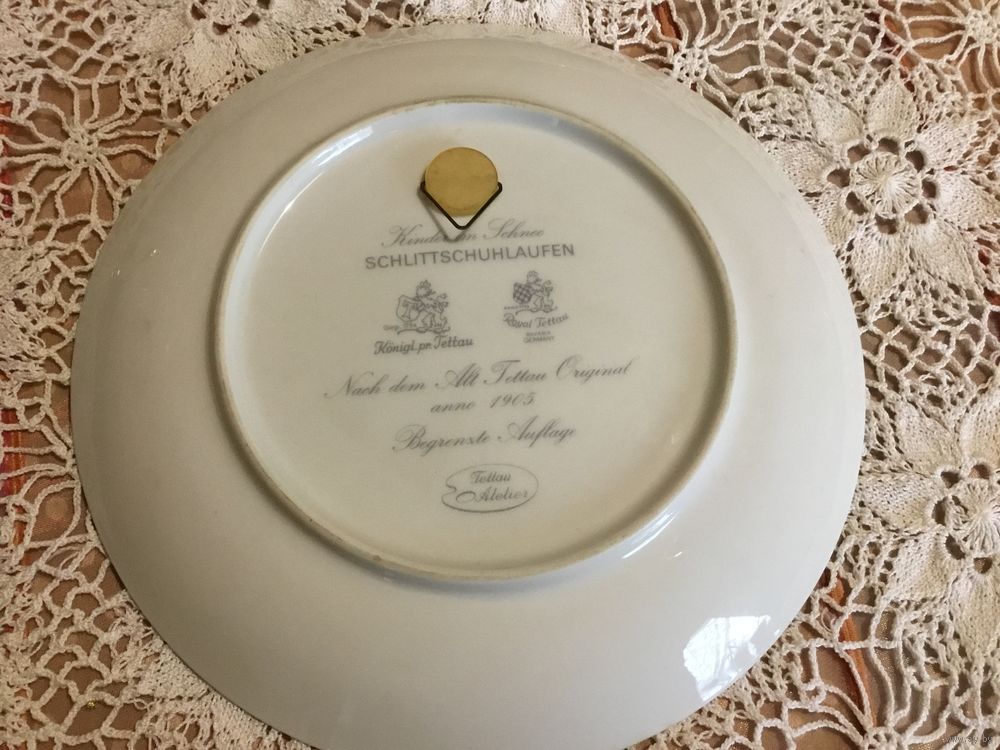 Kinder im Schnee
SCHLITTSCHUHLAUFEN
Königl. pr. Tettau
Royal Tettau
GERMANY
Nach dem Alt Tettau Original
anno 1905
Begrenzte Auflage
Tettau
Atelier